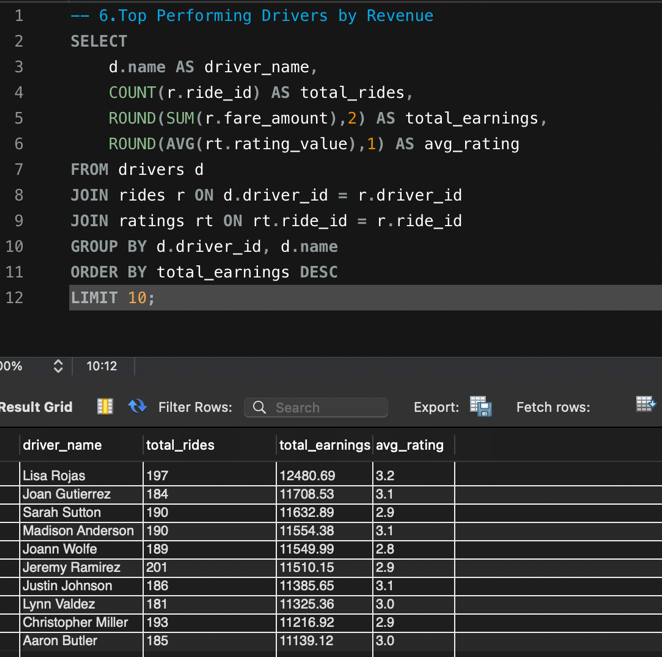 1 -- 6.Top Performing Drivers by Revenue
2 SELECT
3 d.name AS driver_name,
4 COUNT(r.ride_id) AS total_rides,
5 ROUND(SUM(r.fare_amount),2) AS total_earnings,
6 ROUND(AVG(rt.rating_value),1) AS avg_rating
7 FROM drivers d
8 JOIN rides r ON d.driver_id = r.driver_id
9 JOIN ratings rt ON rt.ride_id = r.ride_id
10 GROUP BY d.driver_id, d.name
11 ORDER BY total_earnings DESC
12 LIMIT 10;
00% 10:12
Result Grid Filter Rows: Search Export: Fetch rows:
driver_name total_rides total_earnings avg_rating
Lisa Rojas 197 12480.69 3.2
Joan Gutierrez 184 11708.53 3.1
Sarah Sutton 190 11632.89 2.9
Madison Anderson 190 11554.38 3.1
Joann Wolfe 189 11549.99 2.8
Jeremy Ramirez 201 11510.15 2.9
Justin Johnson 186 11385.65 3.1
Lynn Valdez 181 11325.36 3.0
Christopher Miller 193 11216.92 2.9
Aaron Butler 185 11139.12 3.0